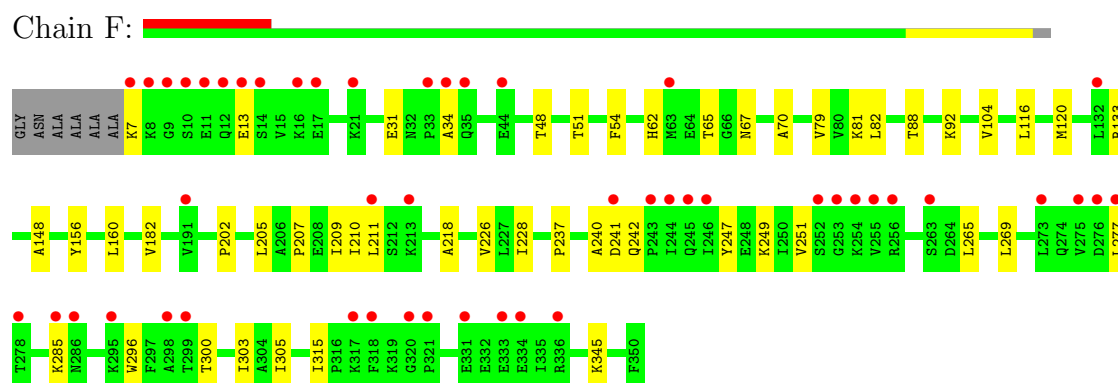 Chain F:
GLY ASN ALA ALA ALA ALA K7 K8 G9 S10 E11 Q12 E13 S14 V15 K16 E17 K21 E31 N32 P33 A34 Q35 E44 T48 T51 F54 H62 M63 E64 T65 G66 N67 A70 V79 V80 K81 L82 T88 K92 V104 L116 M120 L132
A148 Y156 L160 V182 V191 P202 L205 A206 P207 E208 I209 I210 L211 S212 K213 A218 V226 L227 I228 P237 A240 D241 Q242 P243 I244 Q245 I246 Y247 E248 K249 I250 V251 S252 G253 K254 V255 R256 S263 D264 L265 L269 L273 Q274 V275 D276
T278 K285 N286 K295 W296 F297 A298 T299 T300 I303 A304 I305 I315 P316 K317 F318 K319 G320 P321 E331 E332 E333 E334 I335 R336 K345 F350